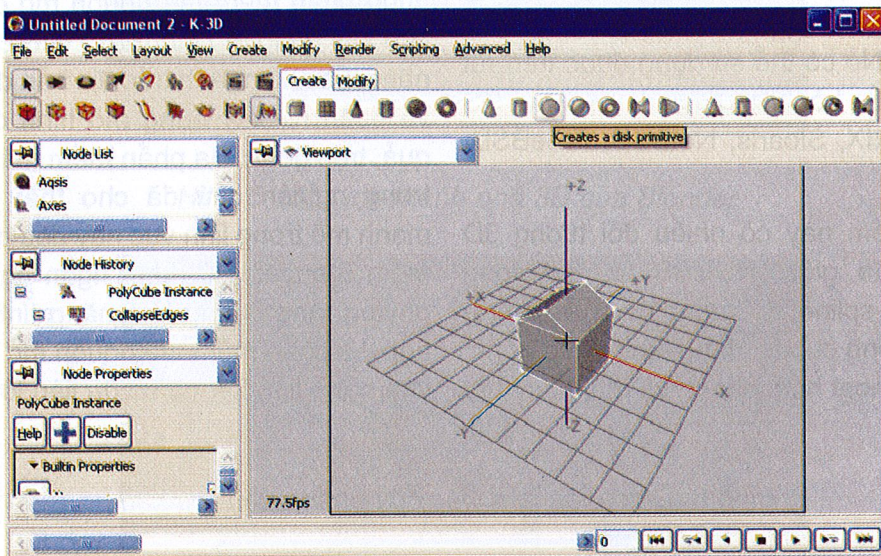 Untitled Document 2 - K-3D
File Edit Select Layout View Create Modify Render Scripting Advanced Help
Create Modify
Creates a disk primitive
Node List
Viewport
Aqsis
Axes
Node History
PolyCube Instance
CollapseEdges
Node Properties
PolyCube Instance
Help Disable
Builtin Properties
+Z
+X
+Y
-X
-Y
-Z
77.5fps
0